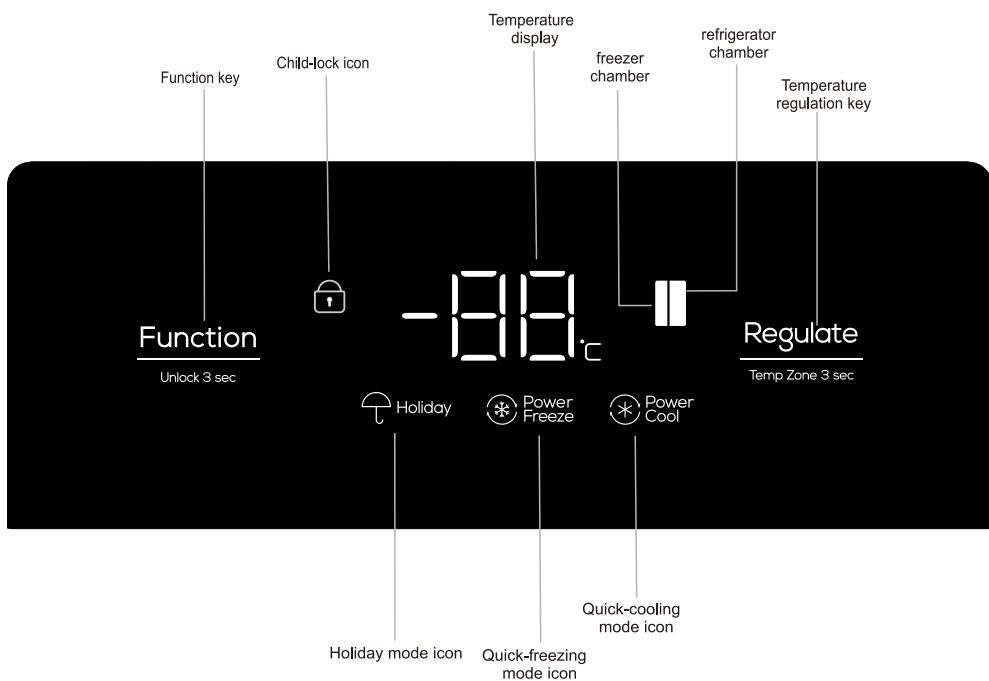 Temperature
display
refrigerator
chamber
freezer
chamber
Child-lock icon
Function key
Temperature
regulation key
-88°C
Function
Unlock 3 sec
Regulate
Temp Zone 3 sec
Holiday
Power
Freeze
Power
Cool
Quick-cooling
mode icon
Holiday mode icon
Quick-freezing
mode icon